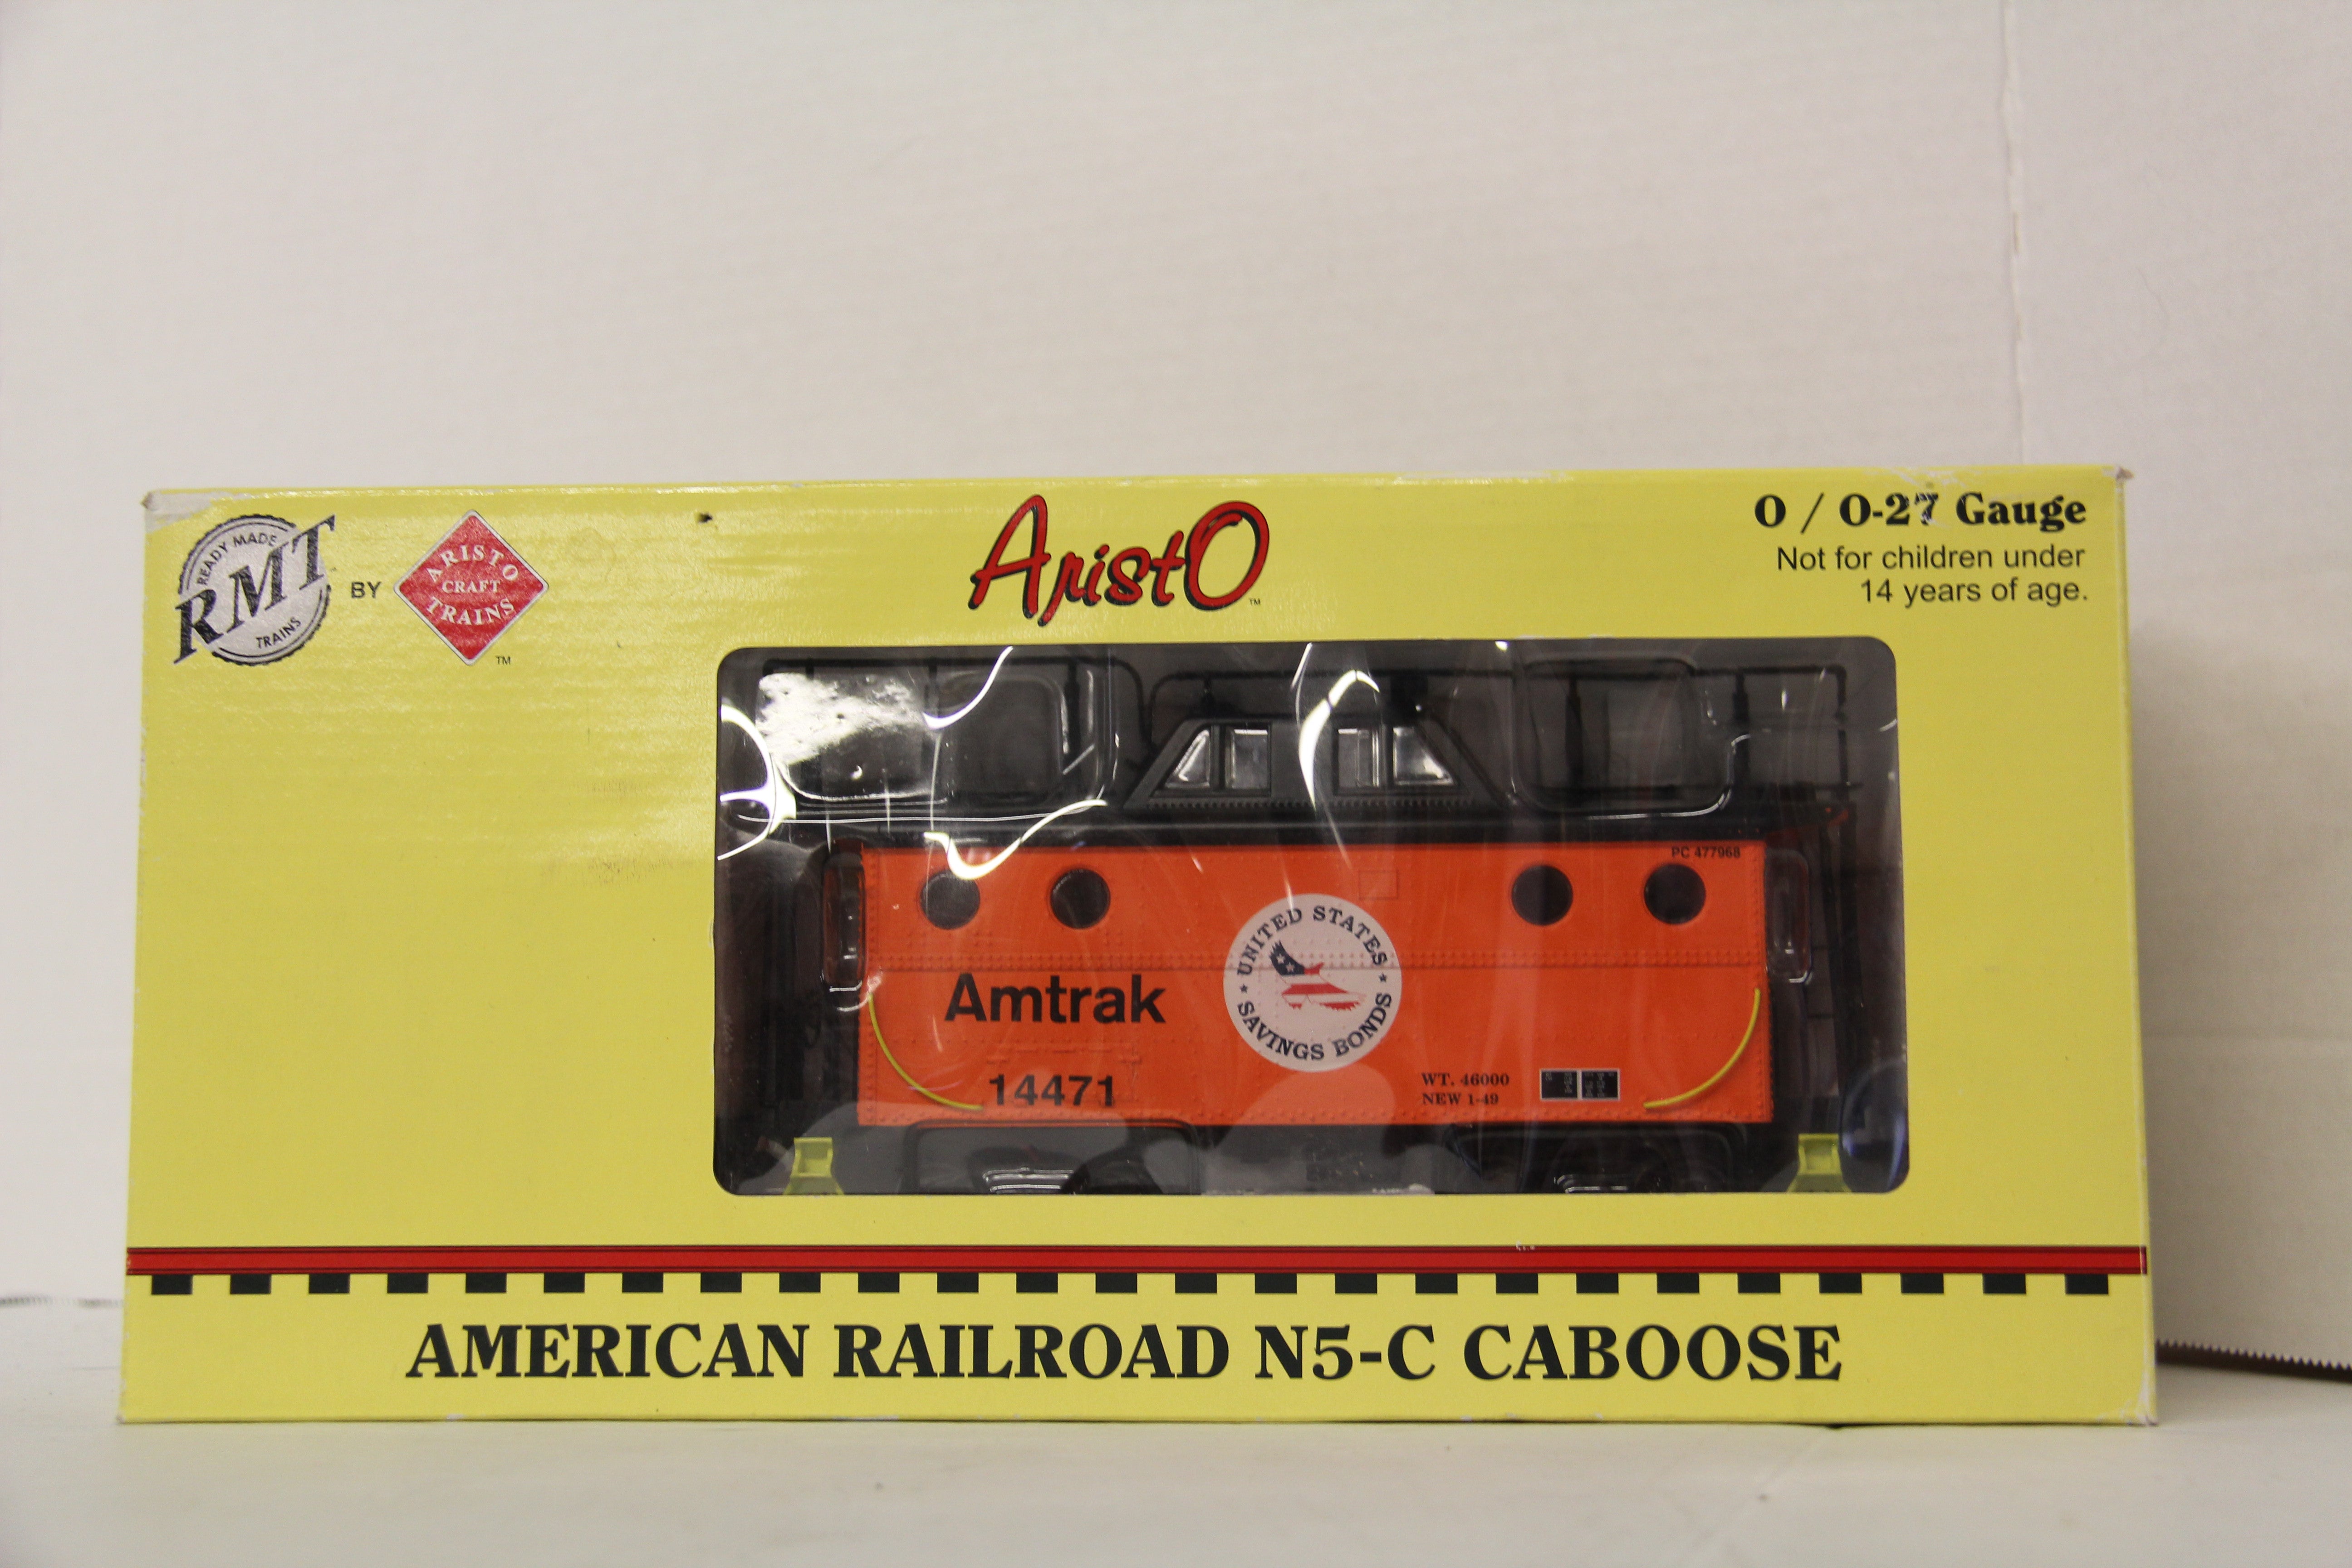 READY MADE
RMT
TRAINS
BY
ARISTO
CRAFT
TRAINS
™
AristO
™
O / O-27 Gauge
Not for children under
14 years of age.
PC 477968
UNITED STATES
★ ★
SAVINGS BONDS
Amtrak
14471
WT. 46000
NEW 1-49
AMERICAN RAILROAD N5-C CABOOSE